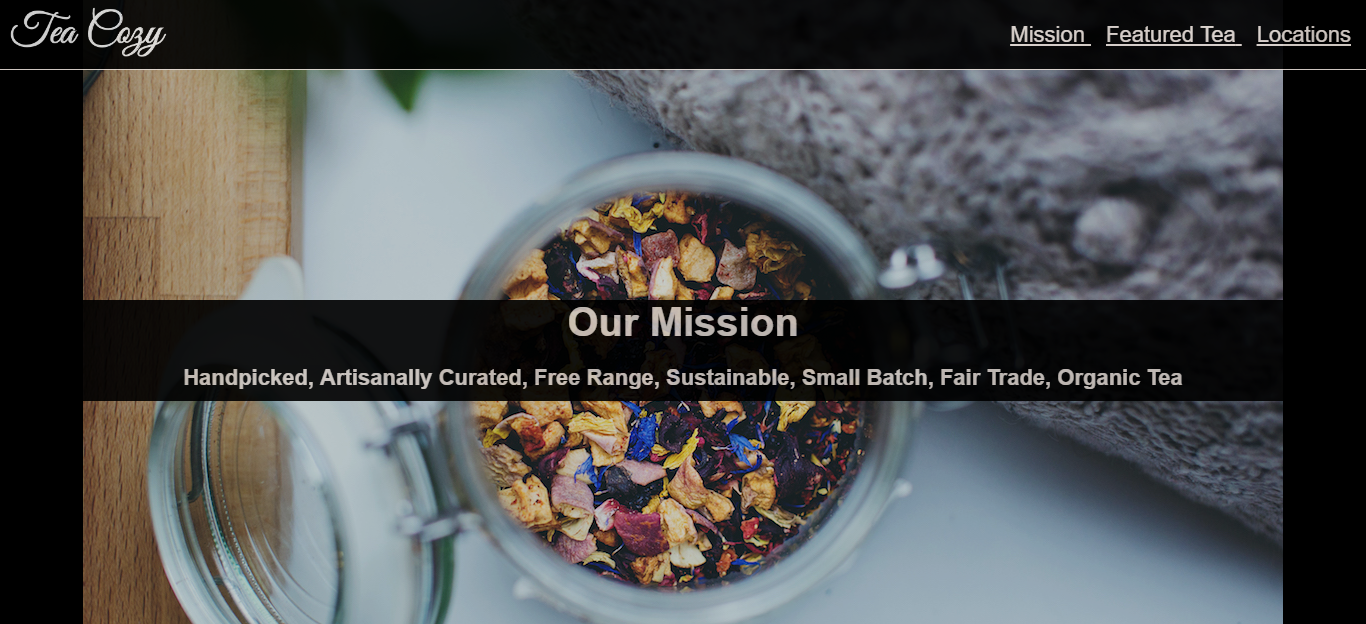 Tea Cozy
Mission Featured Tea Locations
Our Mission
Handpicked, Artisanally Curated, Free Range, Sustainable, Small Batch, Fair Trade, Organic Tea